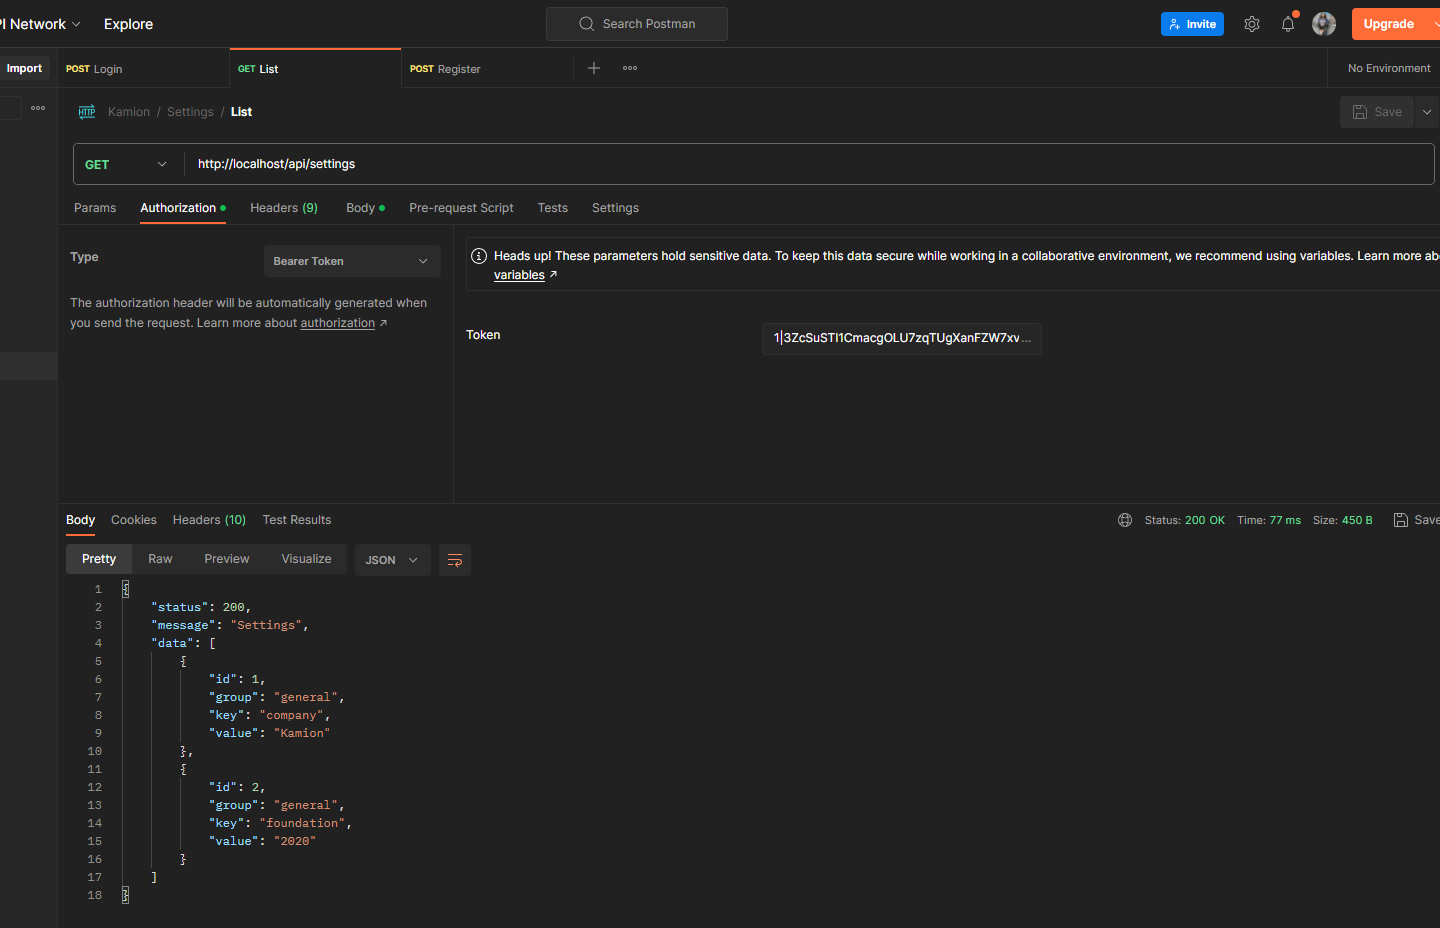 PI Network
Explore
Search Postman
Invite
Upgrade
Import
POST Login
GET List
POST Register
No Environment
HTTP
Kamion / Settings / List
Save
GET
http://localhost/api/settings
Params
Authorization
Headers (9)
Body
Pre-request Script
Tests
Settings
Type
Bearer Token
The authorization header will be automatically generated when
you send the request. Learn more about authorization ↗
Heads up! These parameters hold sensitive data. To keep this data secure while working in a collaborative environment, we recommend using variables. Learn more abo
variables ↗
Token
1|3ZcSuSTI1CmacgOLU7zqTUgXanFZW7xv...
Body
Cookies
Headers (10)
Test Results
Status: 200 OK
Time: 77 ms
Size: 450 B
Save
Pretty
Raw
Preview
Visualize
JSON
1 {
2 "status": 200,
3 "message": "Settings",
4 "data": [
5 {
6 "id": 1,
7 "group": "general",
8 "key": "company",
9 "value": "Kamion"
10 },
11 {
12 "id": 2,
13 "group": "general",
14 "key": "foundation",
15 "value": "2020"
16 }
17 ]
18 }